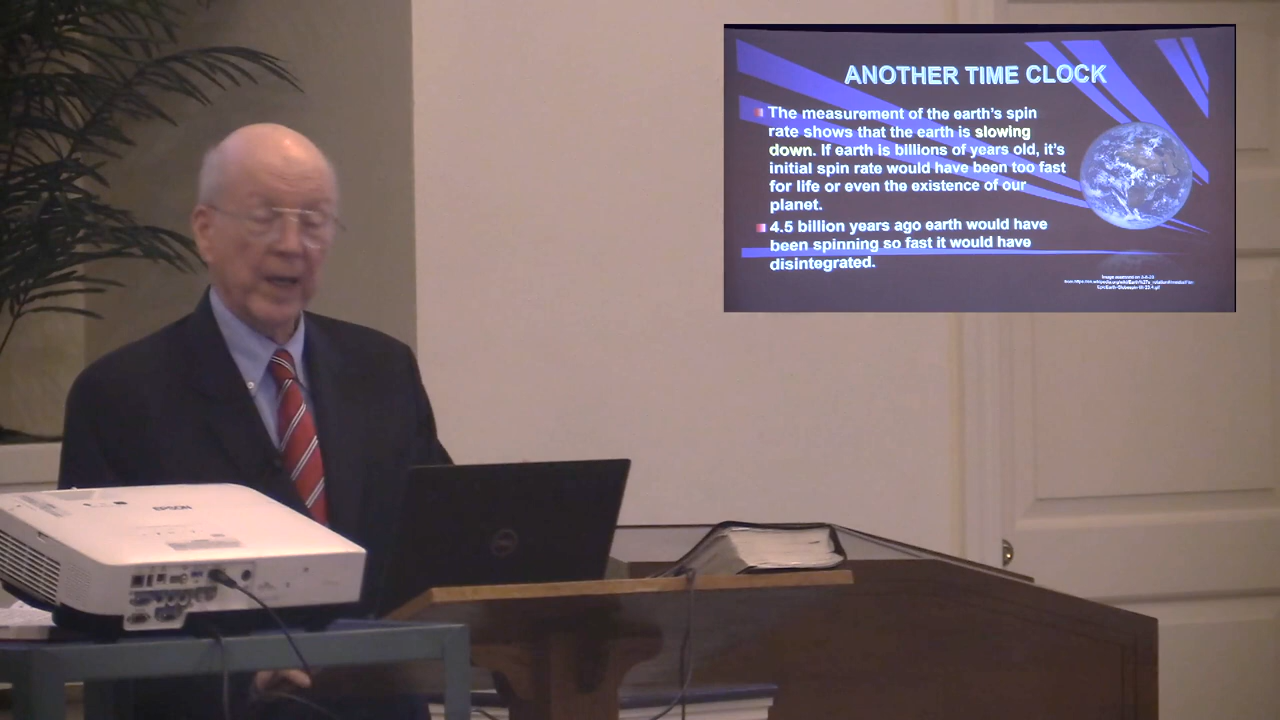 ANOTHER TIME CLOCK
The measurement of the earth's spin
rate shows that the earth is slowing
down. If earth is billions of years old, it's
initial spin rate would have been too fast
for life or even the existence of our
planet.
4.5 billion years ago earth would have
been spinning so fast it would have
disintegrated.
EPSON
DELL